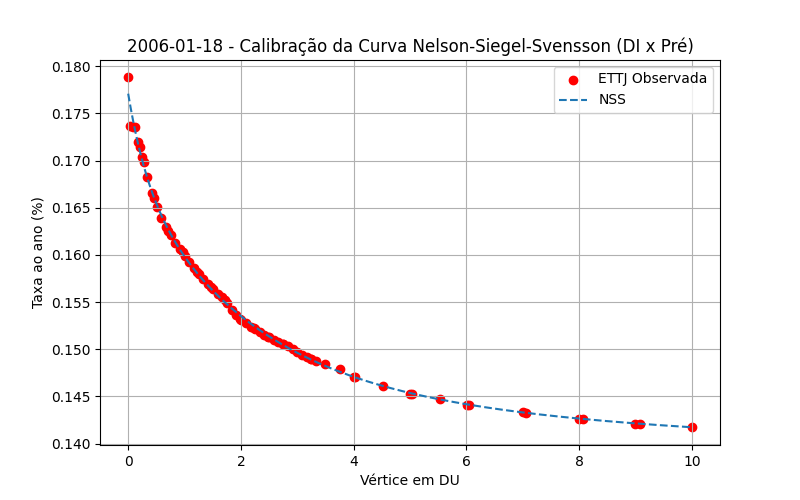 2006-01-18 - Calibração da Curva Nelson-Siegel-Svensson (DI x Pré)
ETTJ Observada
NSS
Taxa ao ano (%)
0.180
0.175
0.170
0.165
0.160
0.155
0.150
0.145
0.140
0 2 4 6 8 10
Vértice em DU